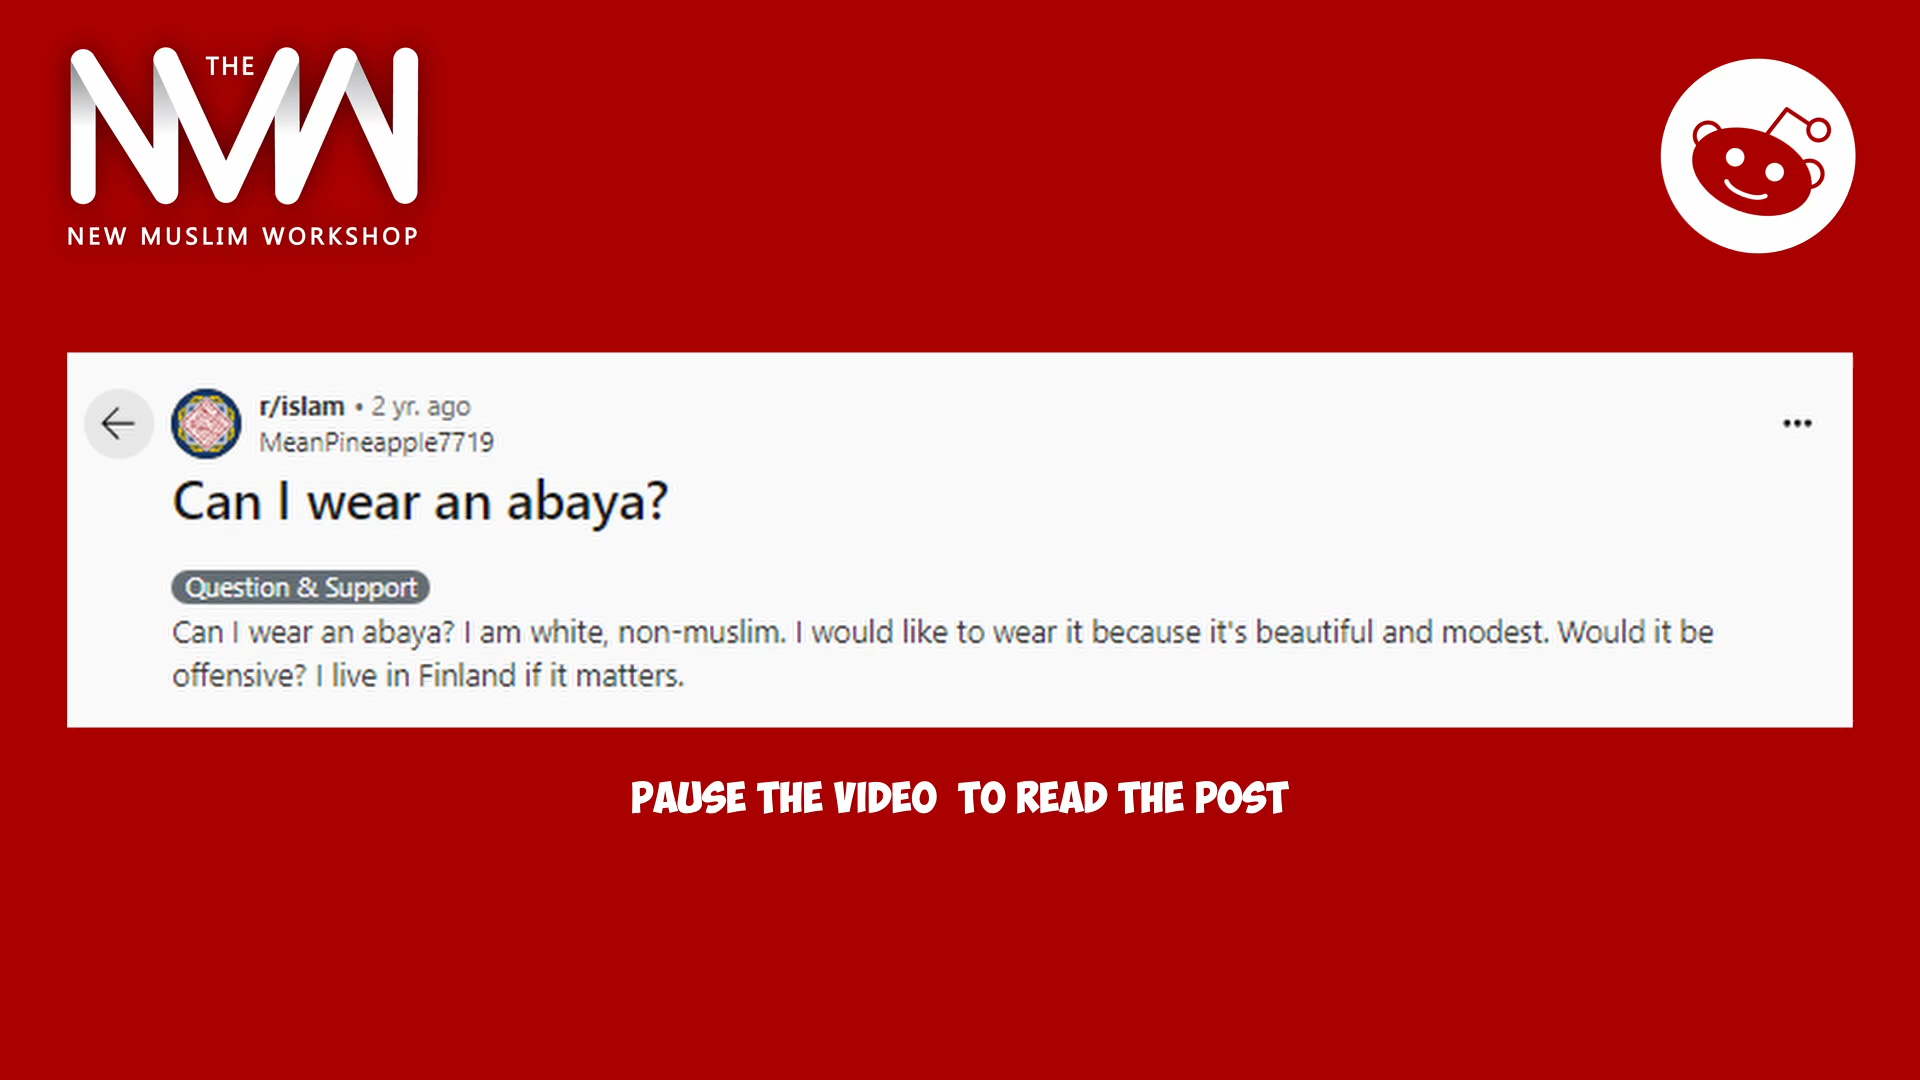 THE
NMW
NEW MUSLIM WORKSHOP
r/islam • 2 yr. ago
MeanPineapple7719
Can I wear an abaya?
Question & Support
Can I wear an abaya? I am white, non-muslim. I would like to wear it because it's beautiful and modest. Would it be
offensive? I live in Finland if it matters.
PAUSE THE VIDEO TO READ THE POST